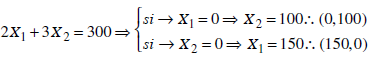 2X₁ + 3X₂ = 300 ⇒ { si → X₁ = 0 ⇒ X₂ = 100 ∴ (0,100)
si → X₂ = 0 ⇒ X₁ = 150 ∴ (150,0)